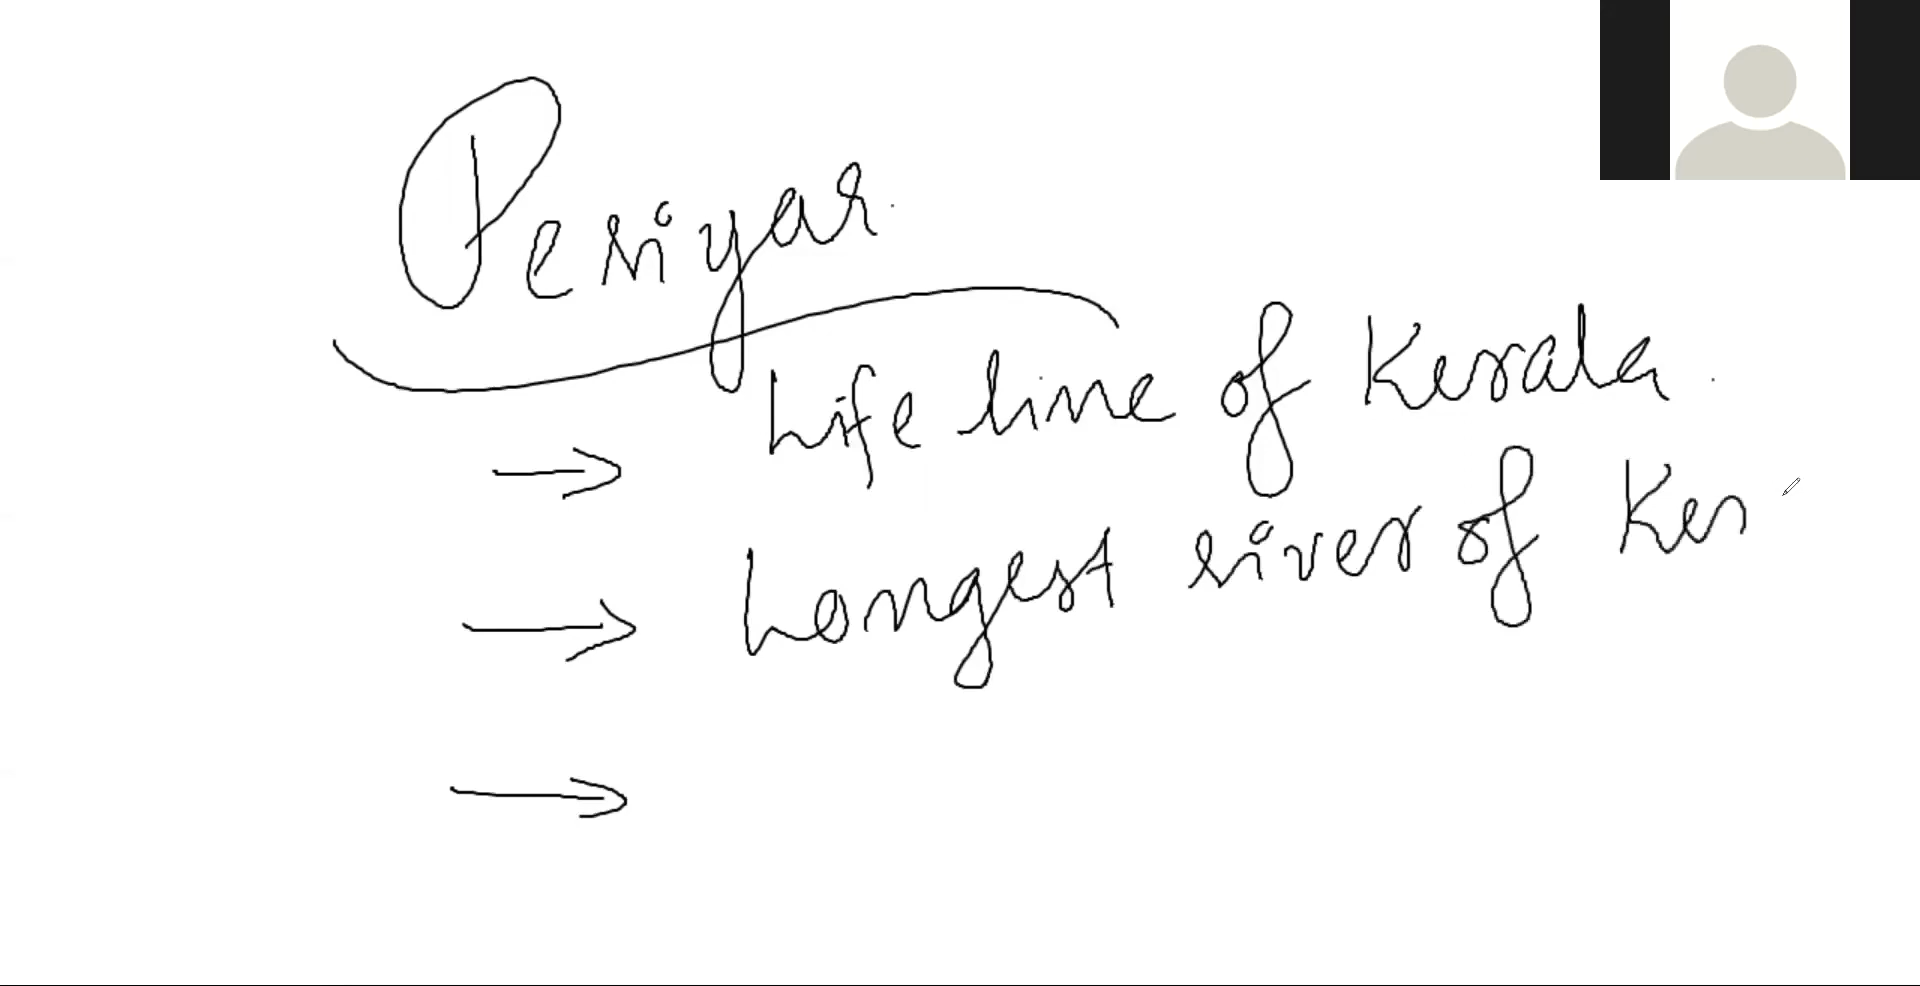 Periyar.
→ Life line of Kerala.
→ Longest river of Ker
→